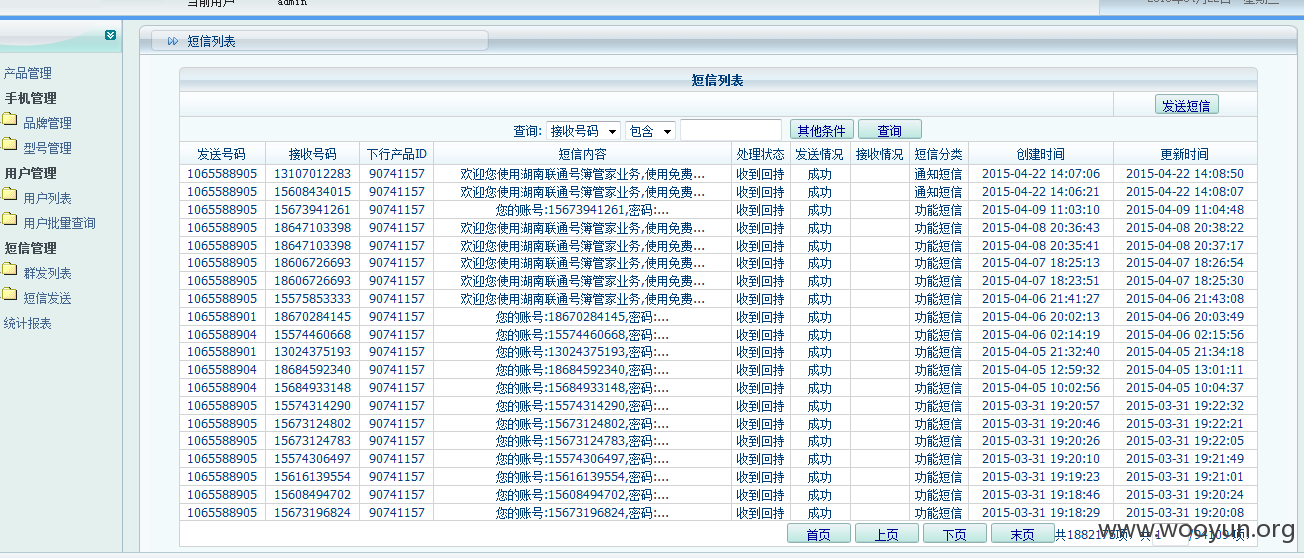 当前用户 admin
短信列表
产品管理
手机管理
品牌管理
型号管理
用户管理
用户列表
用户批量查询
短信管理
群发列表
短信发送
统计报表
短信列表
发送短信
查询: 接收号码 包含 其他条件 查询
发送号码 接收号码 下行产品ID 短信内容 处理状态 发送情况 接收情况 短信分类 创建时间 更新时间
1065588905 13107012283 90741157 欢迎您使用湖南联通号簿管家业务,使用免费... 收到回持 成功 通知短信 2015-04-22 14:07:06 2015-04-22 14:08:50
1065588905 15608434015 90741157 欢迎您使用湖南联通号簿管家业务,使用免费... 收到回持 成功 通知短信 2015-04-22 14:06:21 2015-04-22 14:08:07
1065588905 15673941261 90741157 您的账号:15673941261,密码:... 收到回持 成功 功能短信 2015-04-09 11:03:10 2015-04-09 11:04:48
1065588905 18647103398 90741157 欢迎您使用湖南联通号簿管家业务,使用免费... 收到回持 成功 功能短信 2015-04-08 20:36:43 2015-04-08 20:38:22
1065588905 18647103398 90741157 欢迎您使用湖南联通号簿管家业务,使用免费... 收到回持 成功 功能短信 2015-04-08 20:35:41 2015-04-08 20:37:17
1065588905 18606726693 90741157 欢迎您使用湖南联通号簿管家业务,使用免费... 收到回持 成功 功能短信 2015-04-07 18:25:13 2015-04-07 18:26:54
1065588905 18606726693 90741157 欢迎您使用湖南联通号簿管家业务,使用免费... 收到回持 成功 功能短信 2015-04-07 18:23:51 2015-04-07 18:25:30
1065588905 15575853333 90741157 欢迎您使用湖南联通号簿管家业务,使用免费... 收到回持 成功 功能短信 2015-04-06 21:41:27 2015-04-06 21:43:08
1065588901 18670284145 90741157 您的账号:18670284145,密码:... 收到回持 成功 功能短信 2015-04-06 20:02:13 2015-04-06 20:03:49
1065588904 15574460668 90741157 您的账号:15574460668,密码:... 收到回持 成功 功能短信 2015-04-06 02:14:19 2015-04-06 02:15:56
1065588901 13024375193 90741157 您的账号:13024375193,密码:... 收到回持 成功 功能短信 2015-04-05 21:32:40 2015-04-05 21:34:18
1065588904 18684592340 90741157 您的账号:18684592340,密码:... 收到回持 成功 功能短信 2015-04-05 12:59:32 2015-04-05 13:01:11
1065588904 15684933148 90741157 您的账号:15684933148,密码:... 收到回持 成功 功能短信 2015-04-05 10:02:56 2015-04-05 10:04:37
1065588905 15574314290 90741157 您的账号:15574314290,密码:... 收到回持 成功 功能短信 2015-03-31 19:20:57 2015-03-31 19:22:32
1065588905 15673124802 90741157 您的账号:15673124802,密码:... 收到回持 成功 功能短信 2015-03-31 19:20:46 2015-03-31 19:22:21
1065588905 15673124783 90741157 您的账号:15673124783,密码:... 收到回持 成功 功能短信 2015-03-31 19:20:26 2015-03-31 19:22:05
1065588905 15574306497 90741157 您的账号:15574306497,密码:... 收到回持 成功 功能短信 2015-03-31 19:20:10 2015-03-31 19:21:49
1065588905 15616139554 90741157 您的账号:15616139554,密码:... 收到回持 成功 功能短信 2015-03-31 19:19:23 2015-03-31 19:21:01
1065588905 15608494702 90741157 您的账号:15608494702,密码:... 收到回持 成功 功能短信 2015-03-31 19:18:46 2015-03-31 19:20:24
1065588905 15673196824 90741157 您的账号:15673196824,密码:... 收到回持 成功 功能短信 2015-03-31 19:18:29 2015-03-31 19:20:08
首页 上页 下页 末页
www.wooyun.org